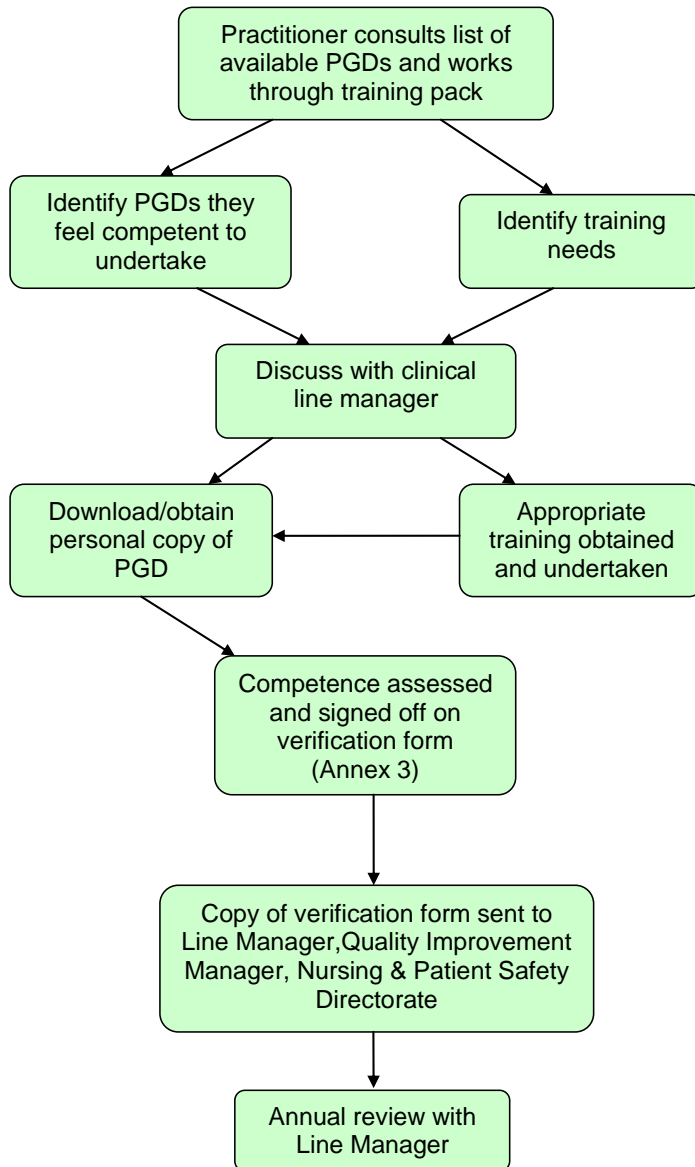 Practitioner consults list of
available PGDs and works
through training pack
Identify PGDs they
feel competent to
undertake
Identify training
needs
Discuss with clinical
line manager
Download/obtain
personal copy of
PGD
Appropriate
training obtained
and undertaken
Competence assessed
and signed off on
verification form
(Annex 3)
Copy of verification form sent to
Line Manager,Quality Improvement
Manager, Nursing & Patient Safety
Directorate
Annual review with
Line Manager